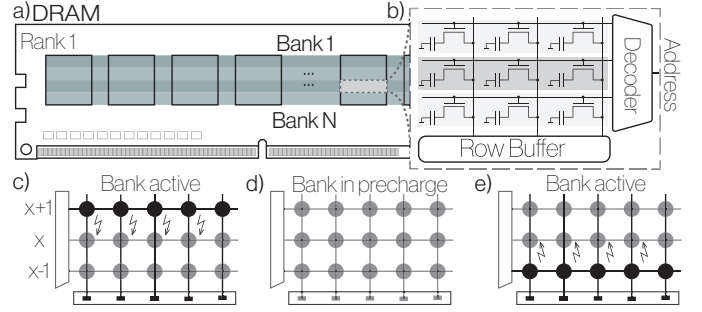 a) DRAM
Rank 1
Bank 1
...
...
Bank N
b)
Decoder
Address
Row Buffer
c) Bank active
x+1
x
x-1
d) Bank in precharge
e) Bank active